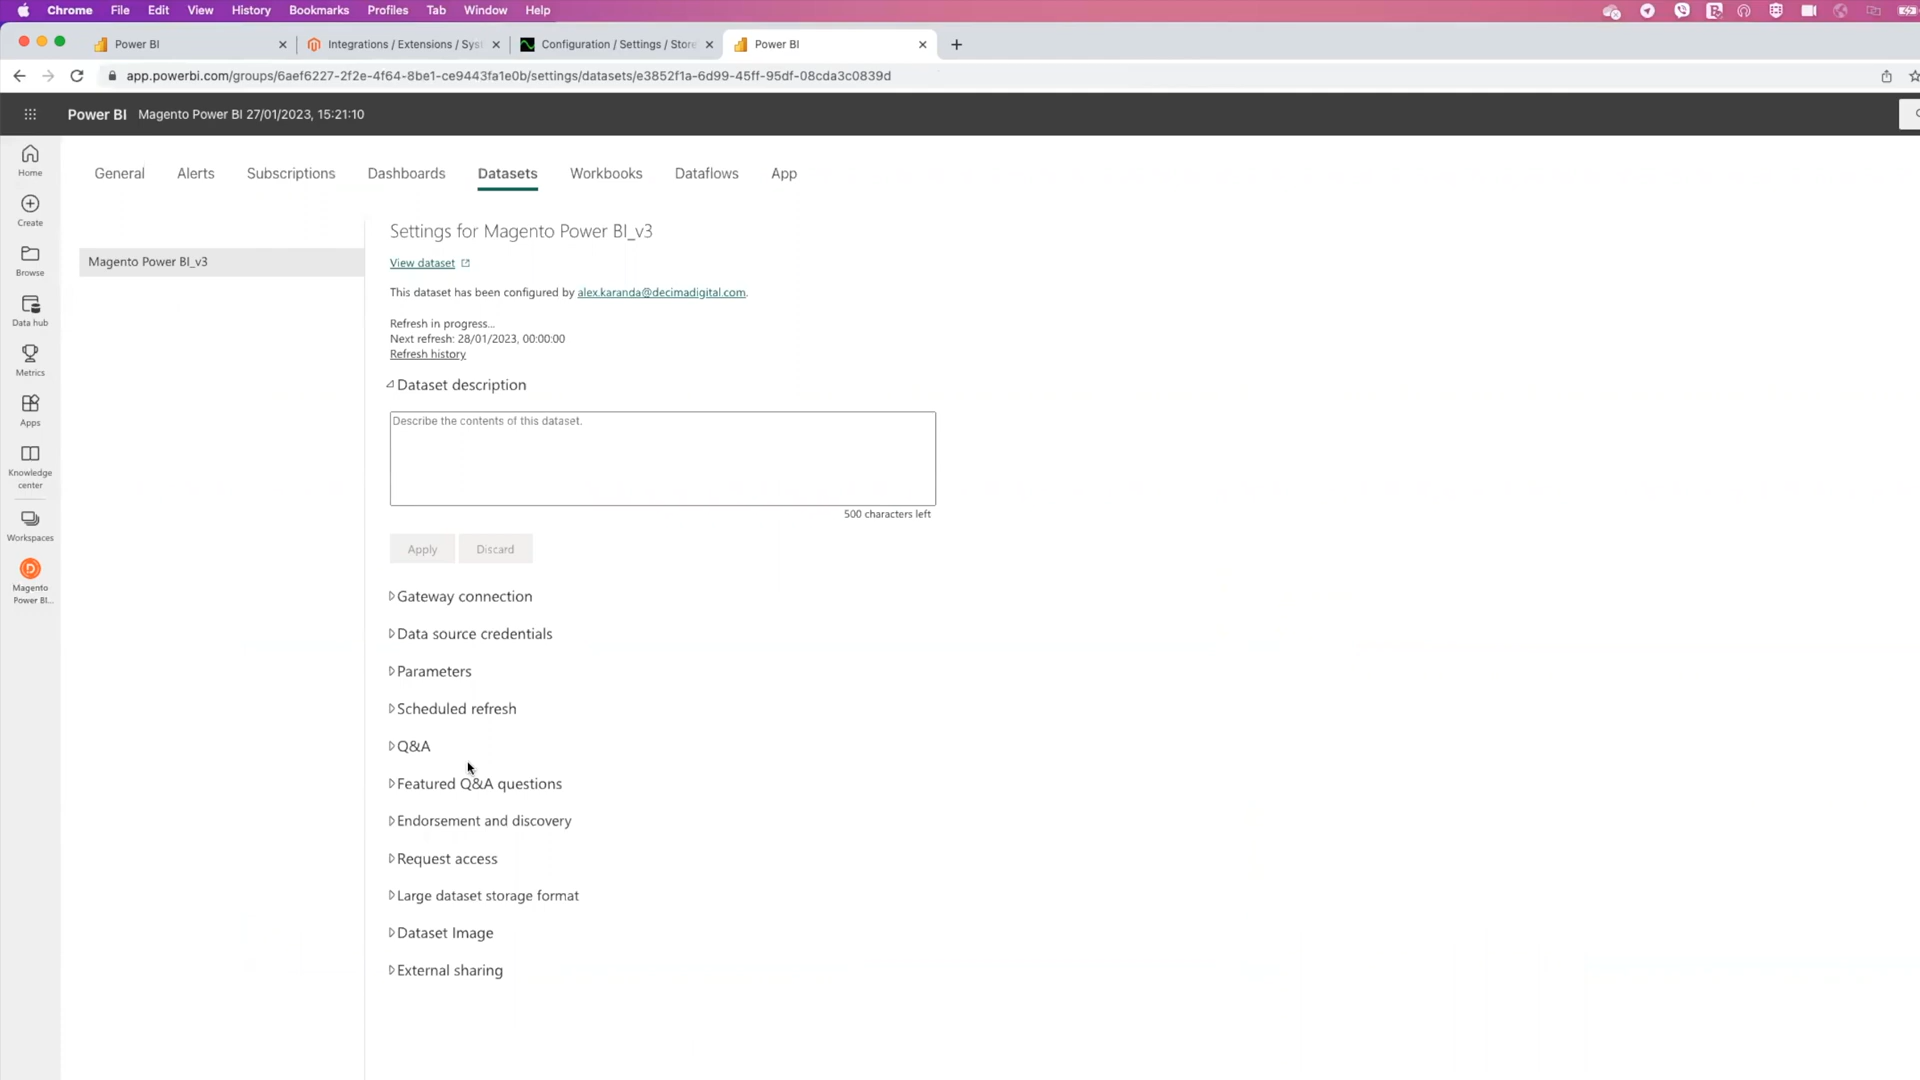 Chrome File Edit View History Bookmarks Profiles Tab Window Help
Power BI
Integrations / Extensions / Syst
Configuration / Settings / Store
Power BI
app.powerbi.com/groups/6aef6227-2f2e-4f64-8be1-ce9443fa1e0b/settings/datasets/e3852f1a-6d99-45ff-95df-08cda3c0839d
Power BI Magento Power BI 27/01/2023, 15:21:10
Home
Create
Browse
Data hub
Metrics
Apps
Knowledge
center
Workspaces
D
Magento
Power BI...
General Alerts Subscriptions Dashboards Datasets Workbooks Dataflows App
Magento Power BI_v3
Settings for Magento Power BI_v3
View dataset
This dataset has been configured by alex.karanda@decimadigital.com.
Refresh in progress...
Next refresh: 28/01/2023, 00:00:00
Refresh history
Dataset description
Describe the contents of this dataset.
500 characters left
Apply Discard
Gateway connection
Data source credentials
Parameters
Scheduled refresh
Q&A
Featured Q&A questions
Endorsement and discovery
Request access
Large dataset storage format
Dataset Image
External sharing